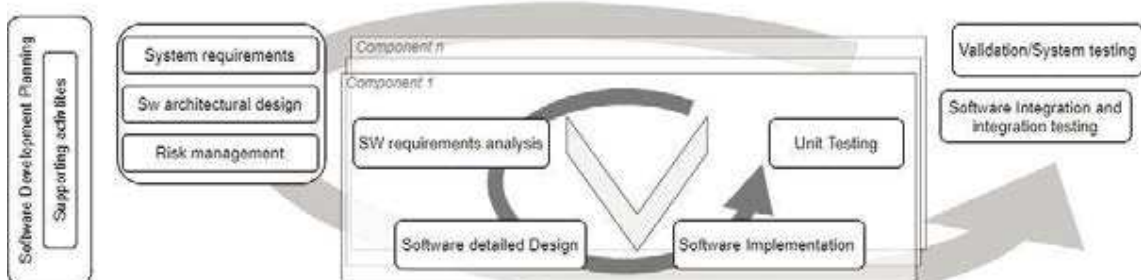 Software Development Planning
Supporting activities
System requirements
Sw architectural design
Risk management
Component n
Component 1
SW requirements analysis
Unit Testing
Software detailed Design
Software Implementation
Validation/System testing
Software Integration and
integration testing